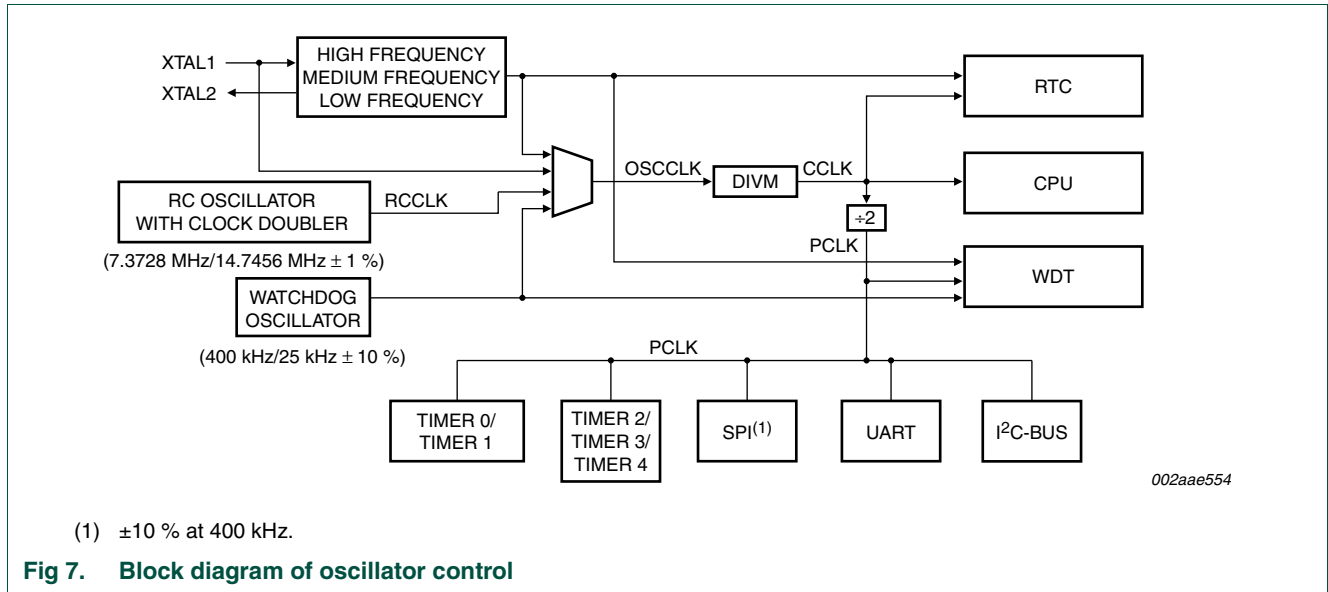 XTAL1
XTAL2
HIGH FREQUENCY
MEDIUM FREQUENCY
LOW FREQUENCY
RTC
OSCCLK
DIVM
CCLK
CPU
RC OSCILLATOR
WITH CLOCK DOUBLER
RCCLK
÷2
(7.3728 MHz/14.7456 MHz ± 1 %)
PCLK
WDT
WATCHDOG
OSCILLATOR
(400 kHz/25 kHz ± 10 %)
PCLK
TIMER 0/
TIMER 1
TIMER 2/
TIMER 3/
TIMER 4
SPI(1)
UART
I2C-BUS
002aae554
(1) ±10 % at 400 kHz.
Fig 7. Block diagram of oscillator control